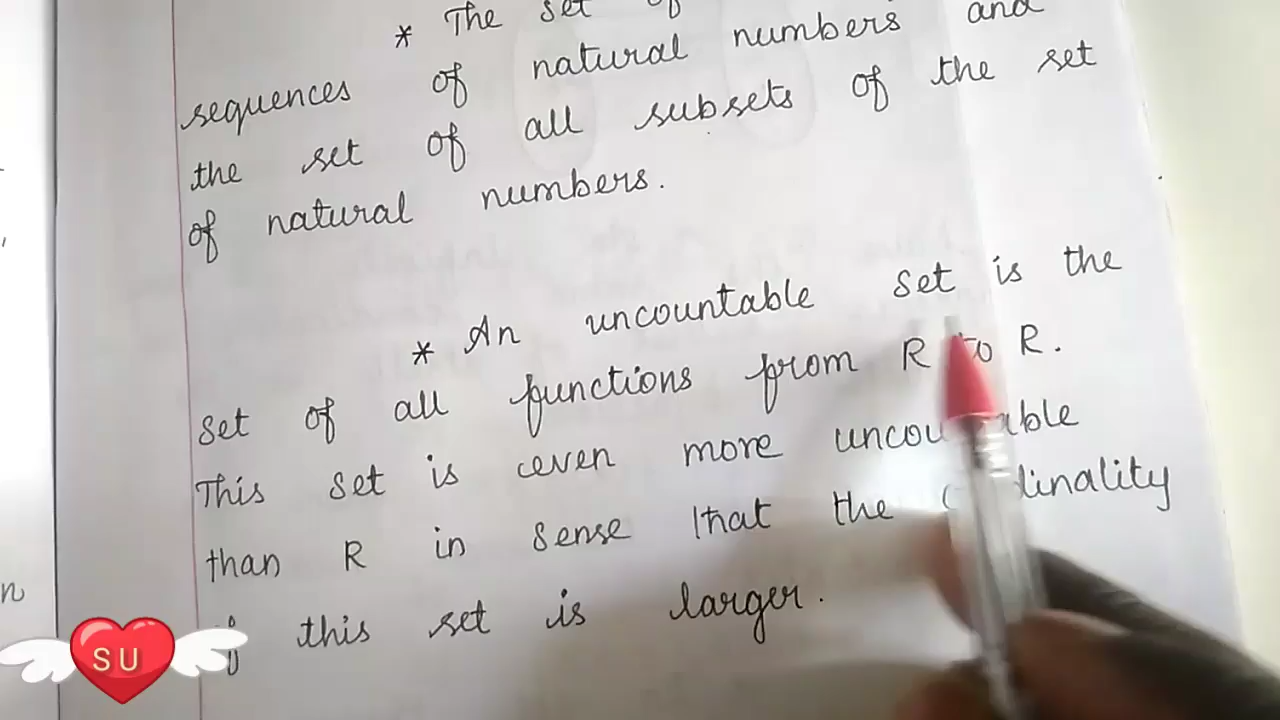 * The set of
sequences of natural numbers and
the set of all subsets of the set
of natural numbers.
* An uncountable set is the
set of all functions from R to R.
This set is even more
than R in sense that the
this set is larger.
n
SU